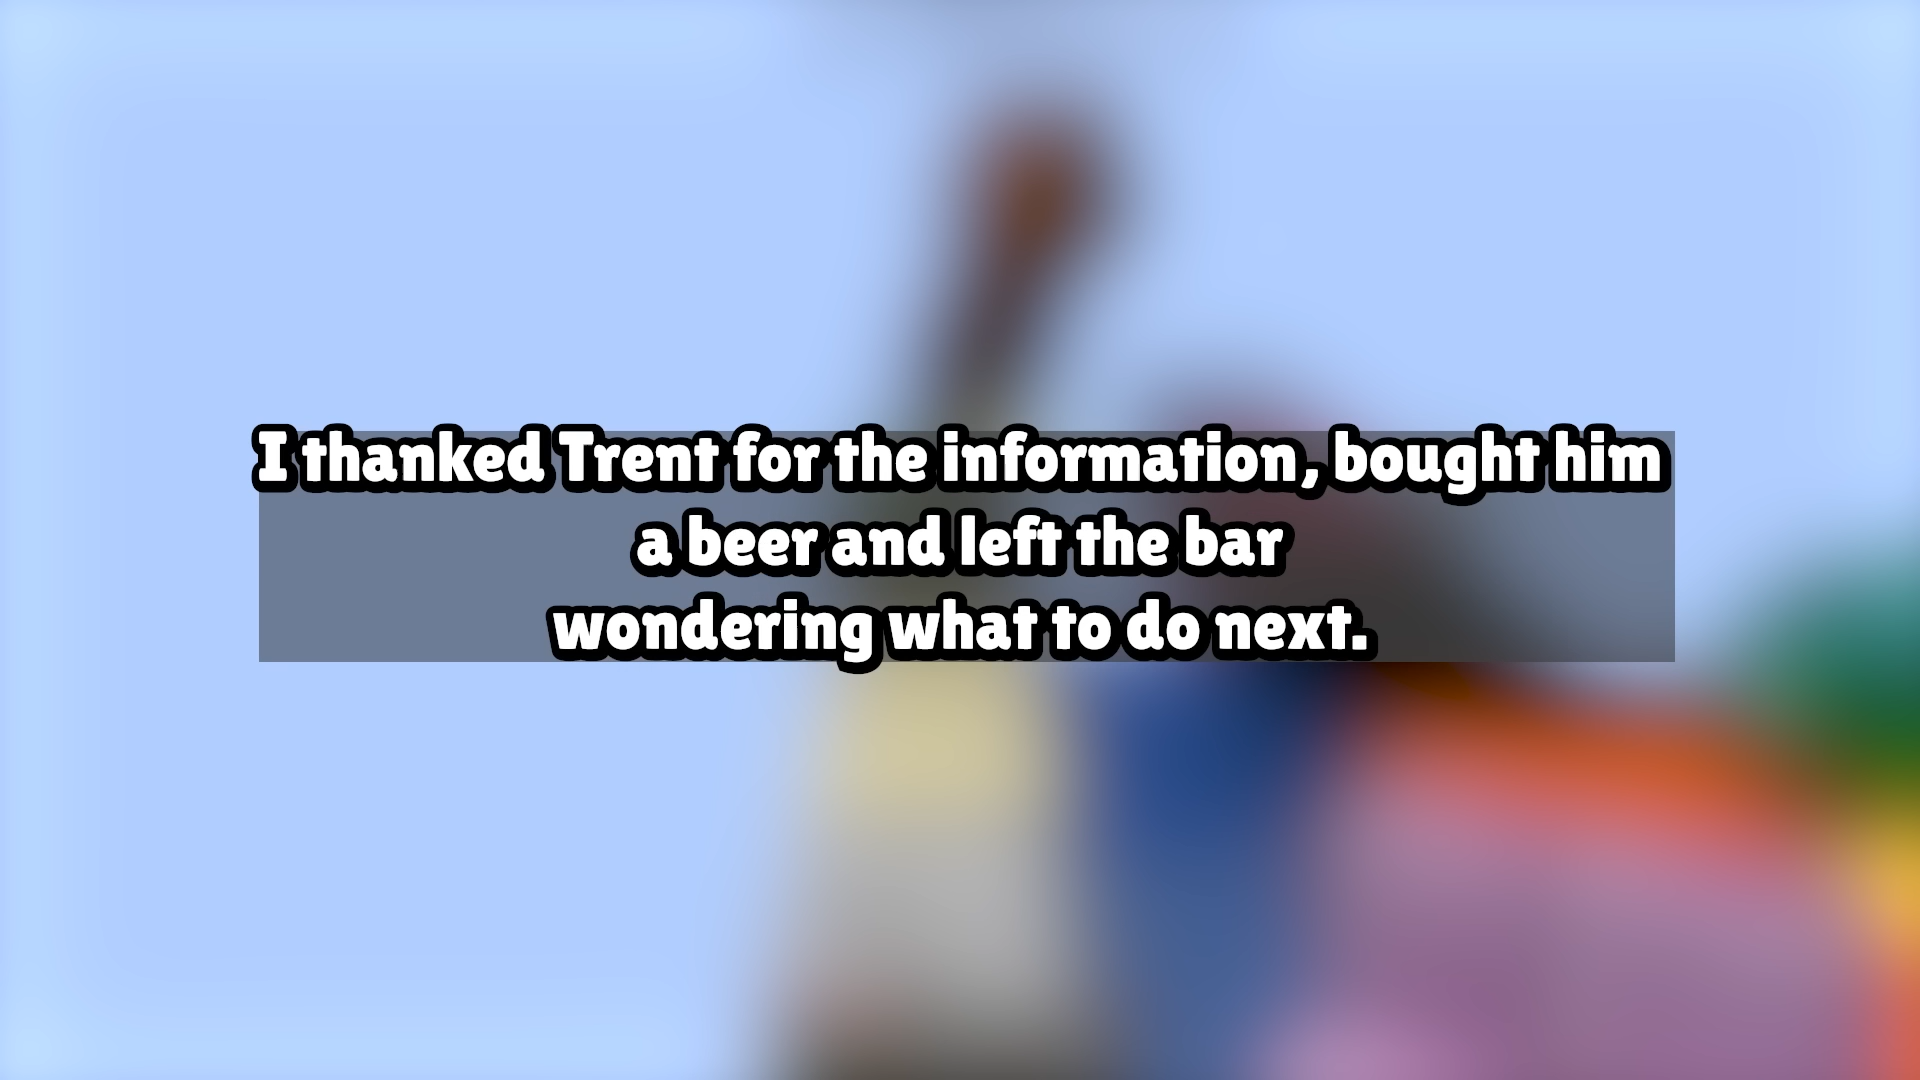 I thanked Trent for the information, bought him
a beer and left the bar
wondering what to do next.